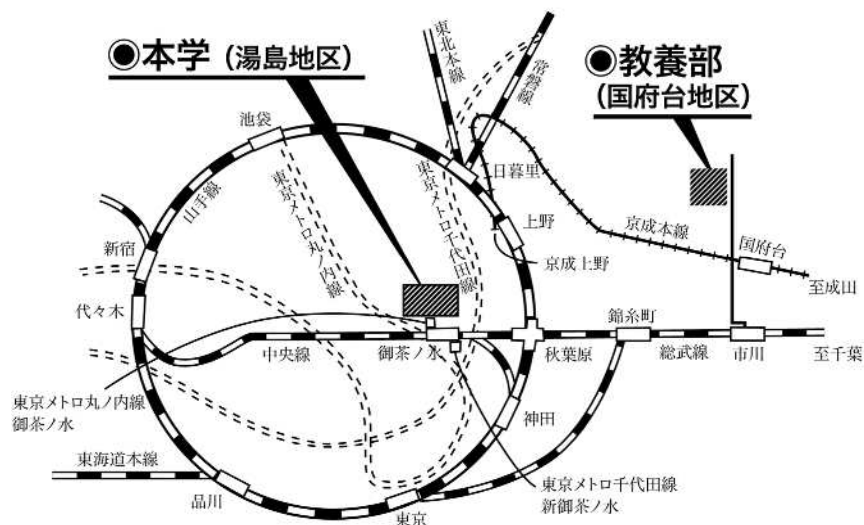 ◉本学（湯島地区）
◉教養部
（国府台地区）
東北本線
常磐線
池袋
山手線
東京メトロ丸ノ内線
東京メトロ千代田線
日暮里
上野
京成本線
京成上野
国府台
至成田
新宿
代々木
中央線
御茶ノ水
秋葉原
錦糸町
総武線
市川
至千葉
東京メトロ丸ノ内線
御茶ノ水
神田
東海道本線
品川
東京
東京メトロ千代田線
新御茶ノ水